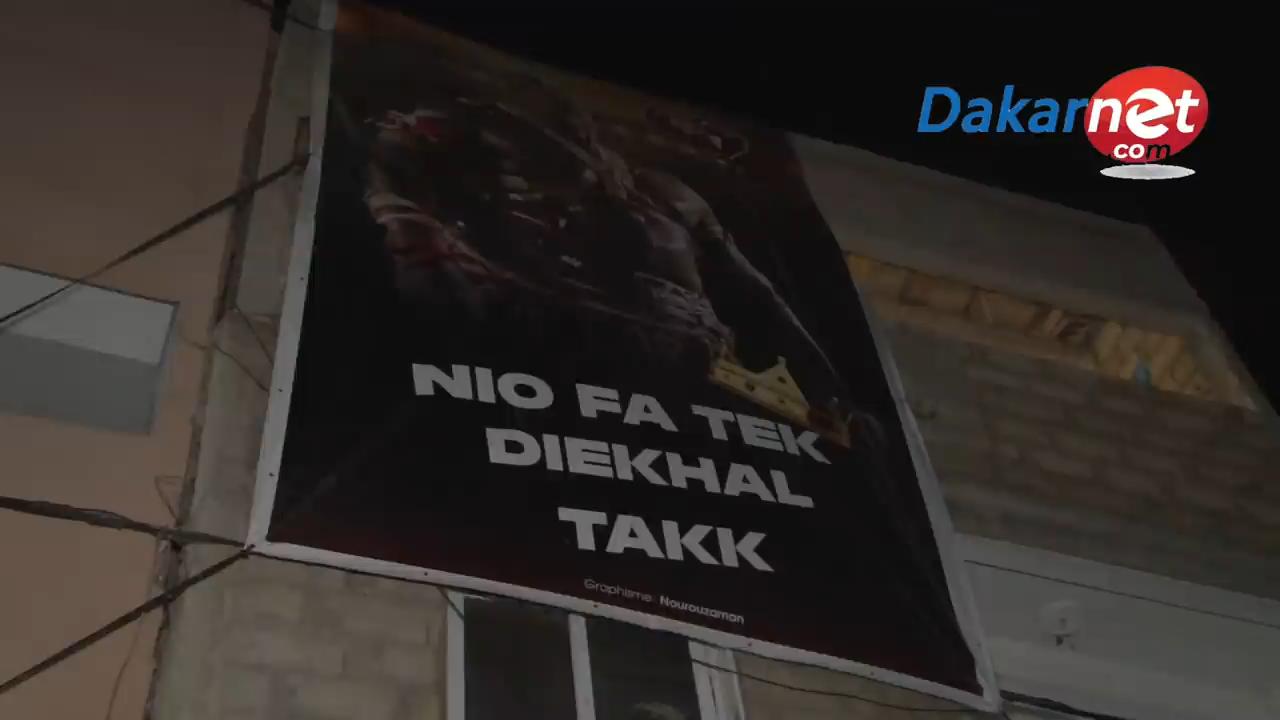 Dakarnet
com
NIO FA TEK
DIEKHAL
TAKK
Graphisme: Nourouzaman